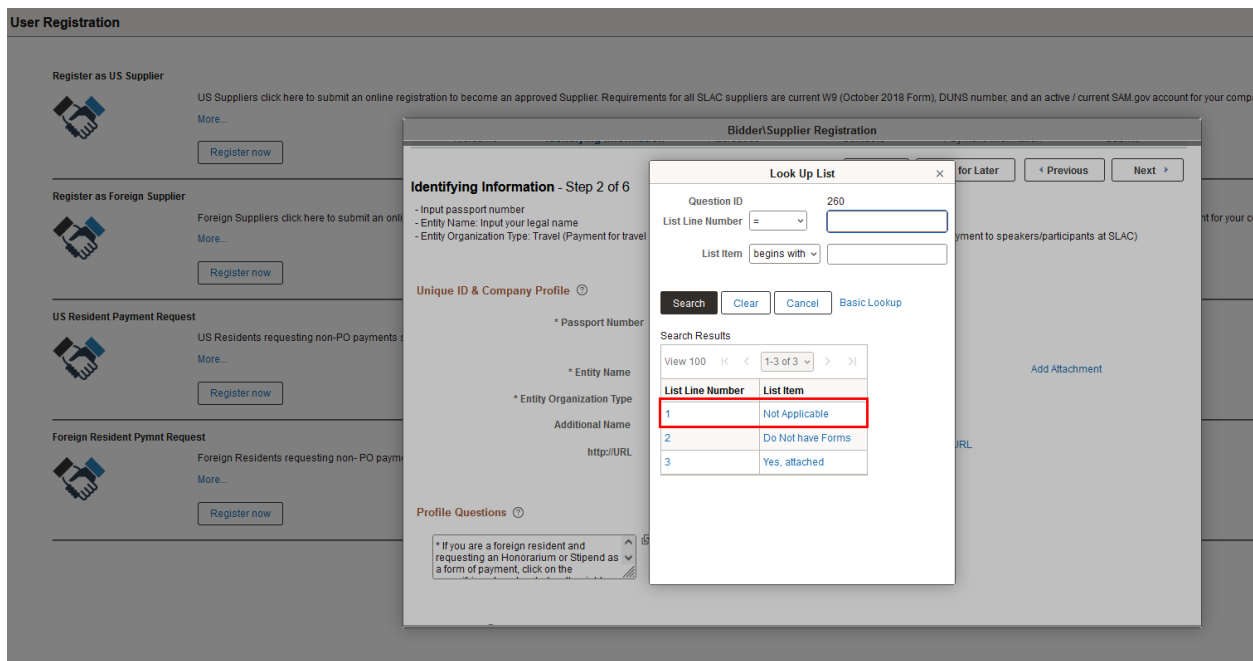 User Registration
Register as US Supplier
US Suppliers click here to submit an online registration to become an approved Supplier. Requirements for all SLAC suppliers are current W9 (October 2018 Form), DUNS number, and an active / current SAM.gov account for your comp
More...
Register now
Register as Foreign Supplier
Foreign Suppliers click here to submit an onli
nt for your c
More...
Register now
US Resident Payment Request
US Residents requesting non-PO payments
More...
Register now
Foreign Resident Pymnt Request
Foreign Residents requesting non- PO paym
More...
Register now
Bidder\Supplier Registration
for Later
Previous
Next
Identifying Information - Step 2 of 6
- Input passport number
- Entity Name: Input your legal name
- Entity Organization Type: Travel (Payment for travel
yment to speakers/participants at SLAC)
Unique ID & Company Profile
* Passport Number
* Entity Name
Add Attachment
* Entity Organization Type
Additional Name
http://URL
URL
Profile Questions
* If you are a foreign resident and
requesting an Honorarium or Stipend as
a form of payment, click on the
Look Up List
Question ID 260
List Line Number =
List Item begins with
Search Clear Cancel Basic Lookup
Search Results
View 100 1-3 of 3
List Line Number List Item
1 Not Applicable
2 Do Not have Forms
3 Yes, attached